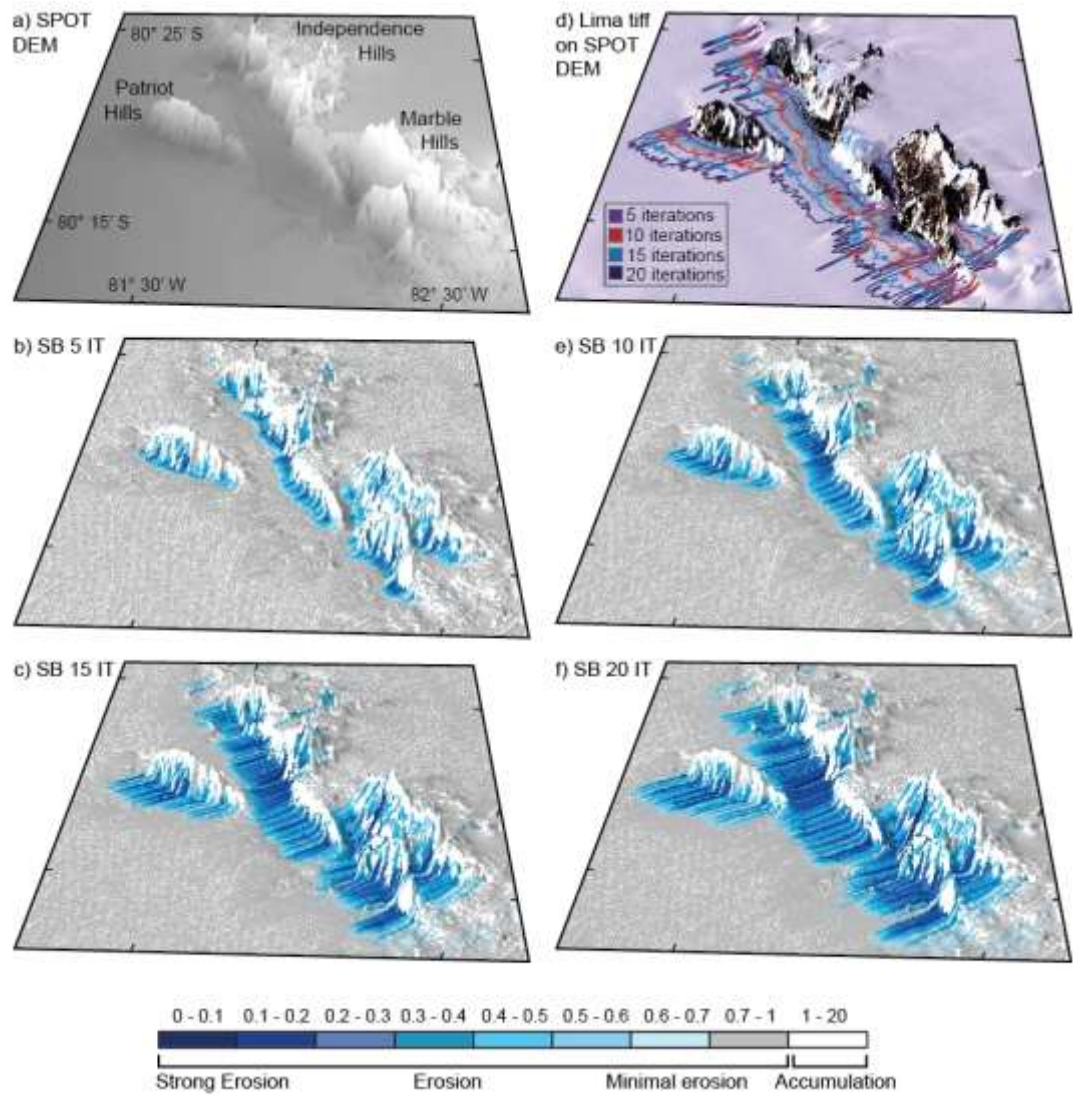 a) SPOT
DEM
80° 25' S
Independence
Hills
Patriot
Hills
Marble
Hills
80° 15' S
81° 30' W
82° 30' W
d) Lima tiff
on SPOT
DEM
5 iterations
10 iterations
15 iterations
20 iterations
b) SB 5 IT
e) SB 10 IT
c) SB 15 IT
f) SB 20 IT
0 - 0.1 0.1 - 0.2 0.2 - 0.3 0.3 - 0.4 0.4 - 0.5 0.5 - 0.6 0.6 - 0.7 0.7 - 1 1 - 20
Strong Erosion Erosion Minimal erosion Accumulation